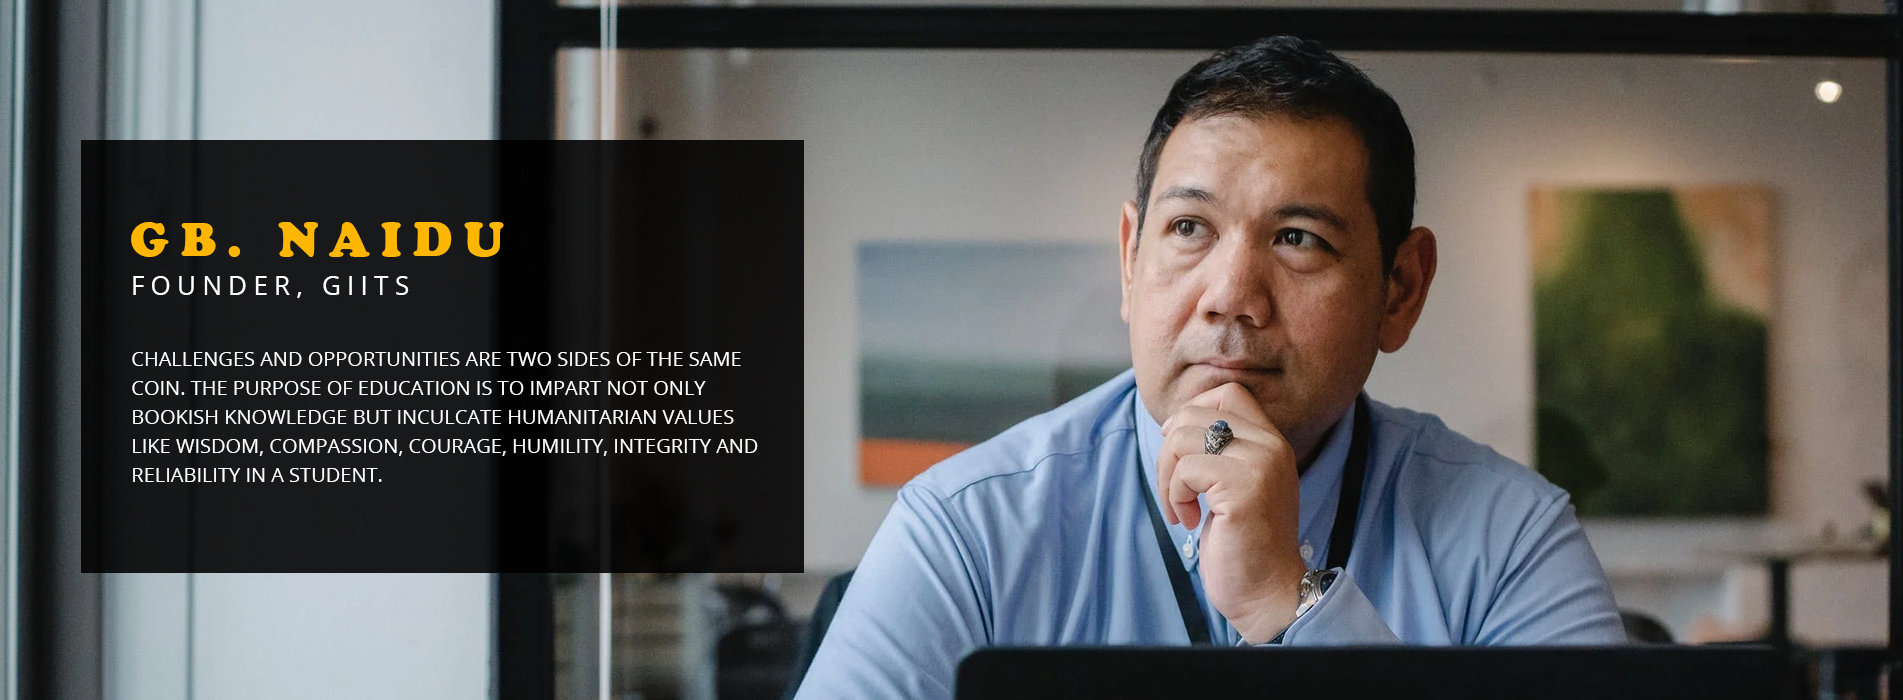 GB. NAIDU
FOUNDER, GIITS
CHALLENGES AND OPPORTUNITIES ARE TWO SIDES OF THE SAME
COIN. THE PURPOSE OF EDUCATION IS TO IMPART NOT ONLY
BOOKISH KNOWLEDGE BUT INCULCATE HUMANITARIAN VALUES
LIKE WISDOM, COMPASSION, COURAGE, HUMILITY, INTEGRITY AND
RELIABILITY IN A STUDENT.